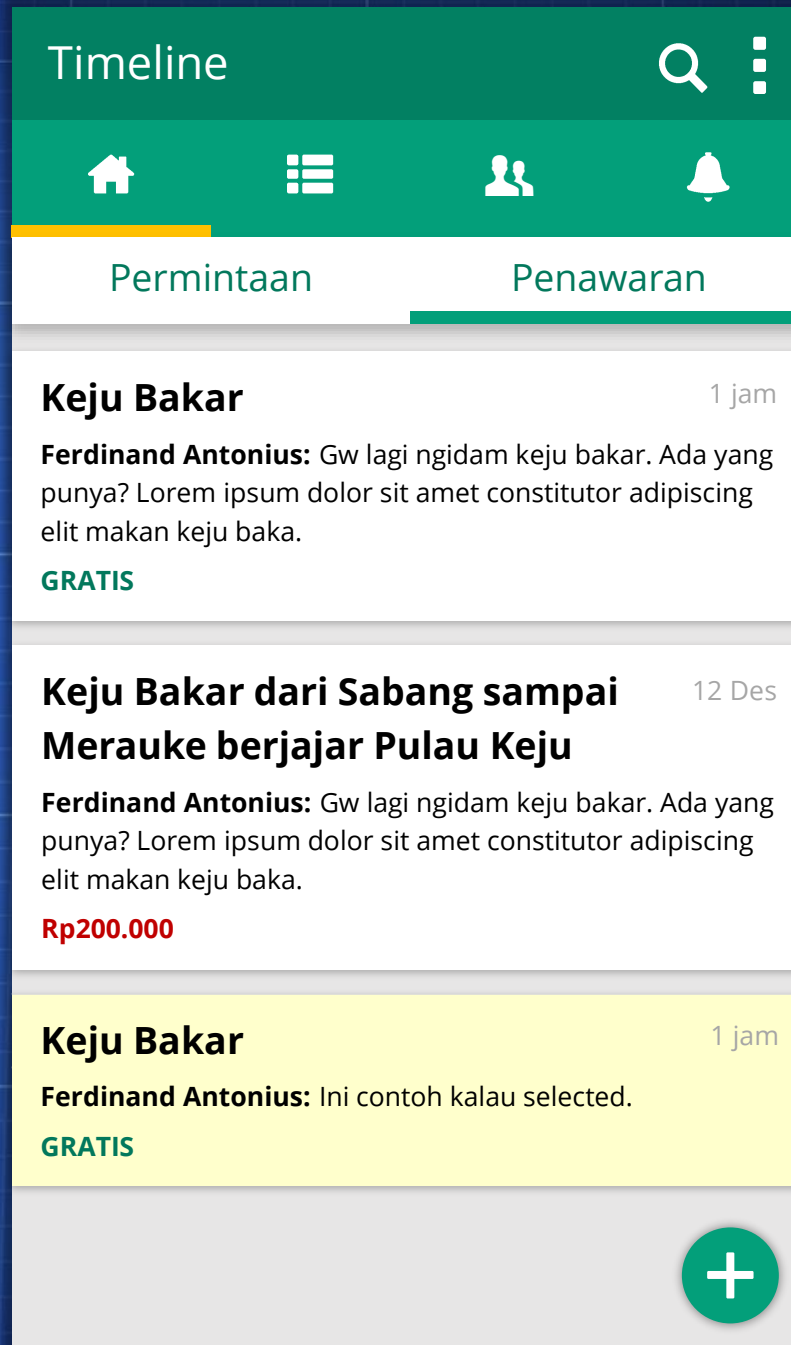 Timeline
Permintaan Penawaran
Keju Bakar 1 jam
Ferdinand Antonius: Gw lagi ngidam keju bakar. Ada yang
punya? Lorem ipsum dolor sit amet constitutor adipiscing
elit makan keju baka.
GRATIS
Keju Bakar dari Sabang sampai 12 Des
Merauke berjajar Pulau Keju
Ferdinand Antonius: Gw lagi ngidam keju bakar. Ada yang
punya? Lorem ipsum dolor sit amet constitutor adipiscing
elit makan keju baka.
Rp200.000
Keju Bakar 1 jam
Ferdinand Antonius: Ini contoh kalau selected.
GRATIS